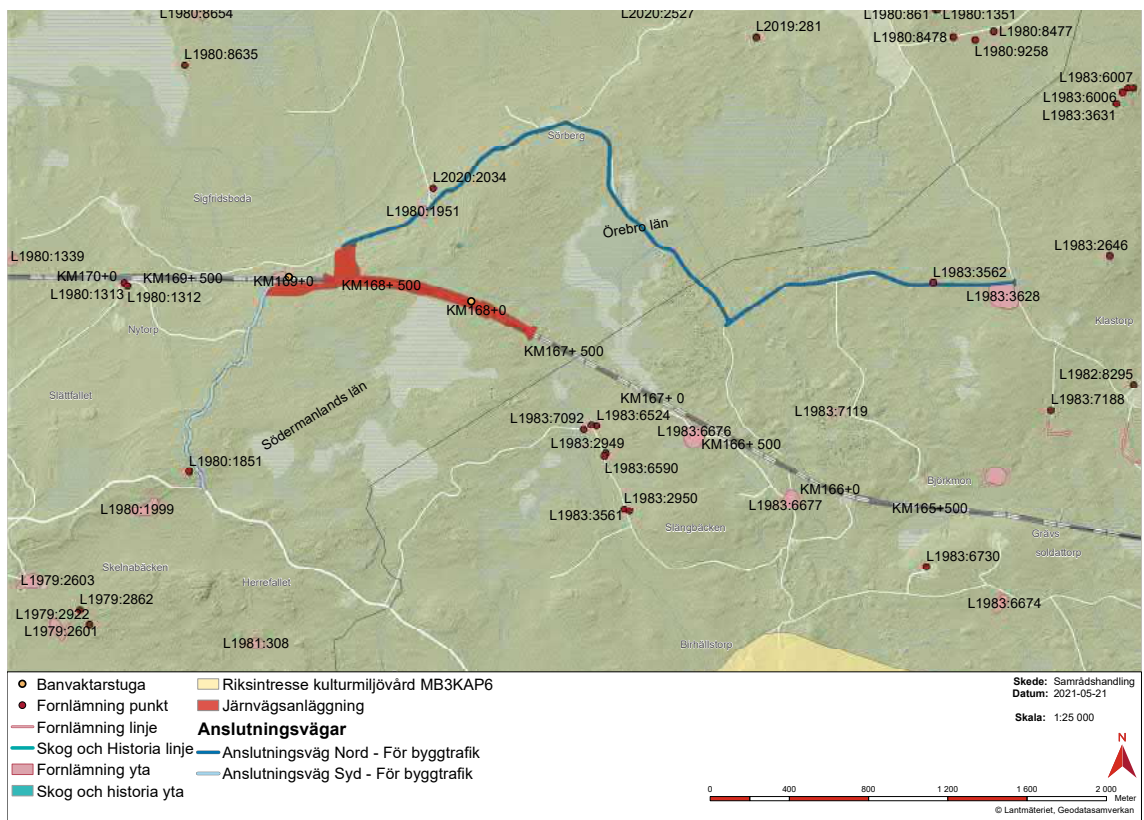 L1980:8654
L2020:2527
L1980:861
L1980:1351
L2019:281
L1980:8477
L1980:8478
L1980:9258
L1980:8635
L1983:6007
L1983:6006
L1983:3631
Sörberg
L2020:2034
Sigfridsboda
L1980:1951
Örebro län
L1980:1339
L1983:2646
KM170+0
KM169+ 500
KM169+0
KM168+ 500
L1983:3562
L1980:1313
L1980:1312
L1983:3628
KM168+0
Nytorp
Klastorp
KM167+ 500
L1982:8295
Slättfallet
Södermanlands län
KM167+ 0
L1983:7188
L1983:7092
L1983:6524
L1983:7119
L1983:6676
L1983:2949
KM166+ 500
L1983:6590
L1980:1851
Björkmon
KM166+0
L1983:2950
L1983:6677
KM165+500
L1980:1999
L1983:3561
Slångbäcken
Grävs
soldattorp
Skelnabäcken
L1983:6730
L1979:2603
Herrefallet
L1979:2862
L1983:6674
L1979:2922
L1979:2601
L1981:308
Birhällstorp
Banvaktarstuga
Fornlämning punkt
Fornlämning linje
Skog och Historia linje
Fornlämning yta
Skog och historia yta
Riksintresse kulturmiljövård MB3KAP6
Järnvägsanläggning
Anslutningsvägar
Anslutningsväg Nord - För byggtrafik
Anslutningsväg Syd - För byggtrafik
Skede: Samrådshandling
Datum: 2021-05-21
Skala: 1:25 000
N
0 400 800 1 200 1 600 2 000
Meter
© Lantmäteriet, Geodatasamverkan